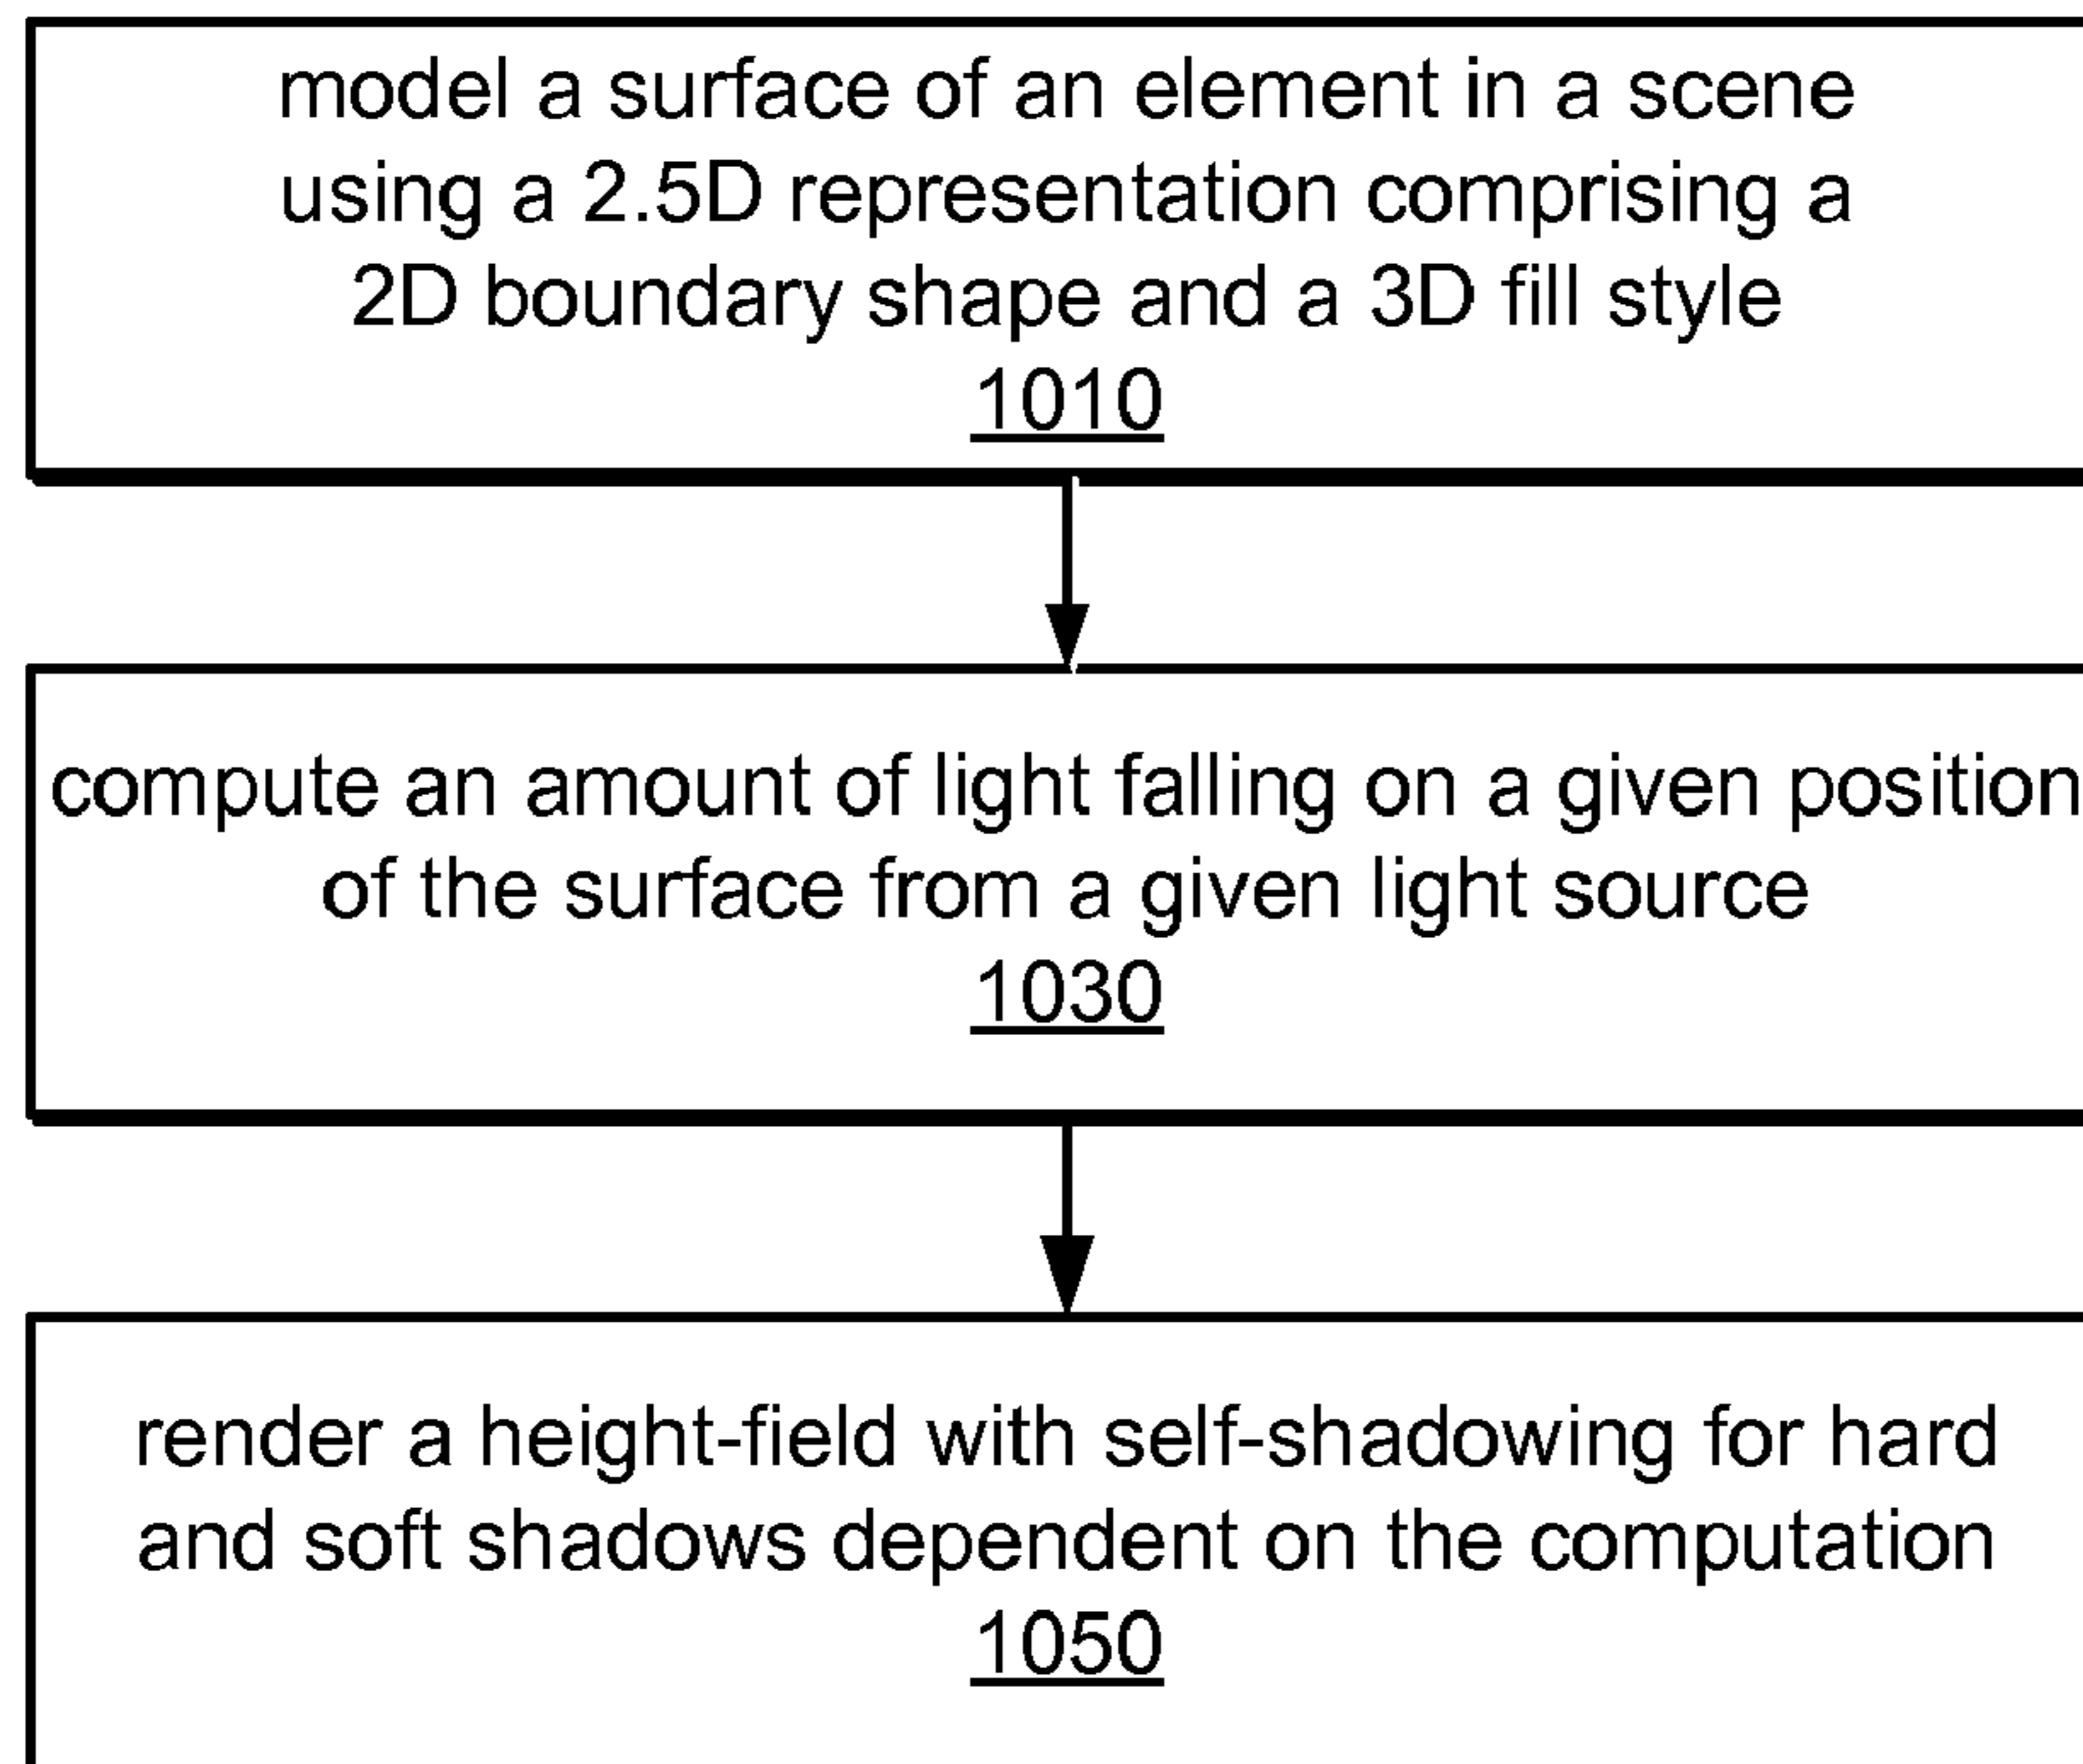 model a surface of an element in a scene
using a 2.5D representation comprising a
2D boundary shape and a 3D fill style
1010
compute an amount of light falling on a given position
of the surface from a given light source
1030
render a height-field with self-shadowing for hard
and soft shadows dependent on the computation
1050